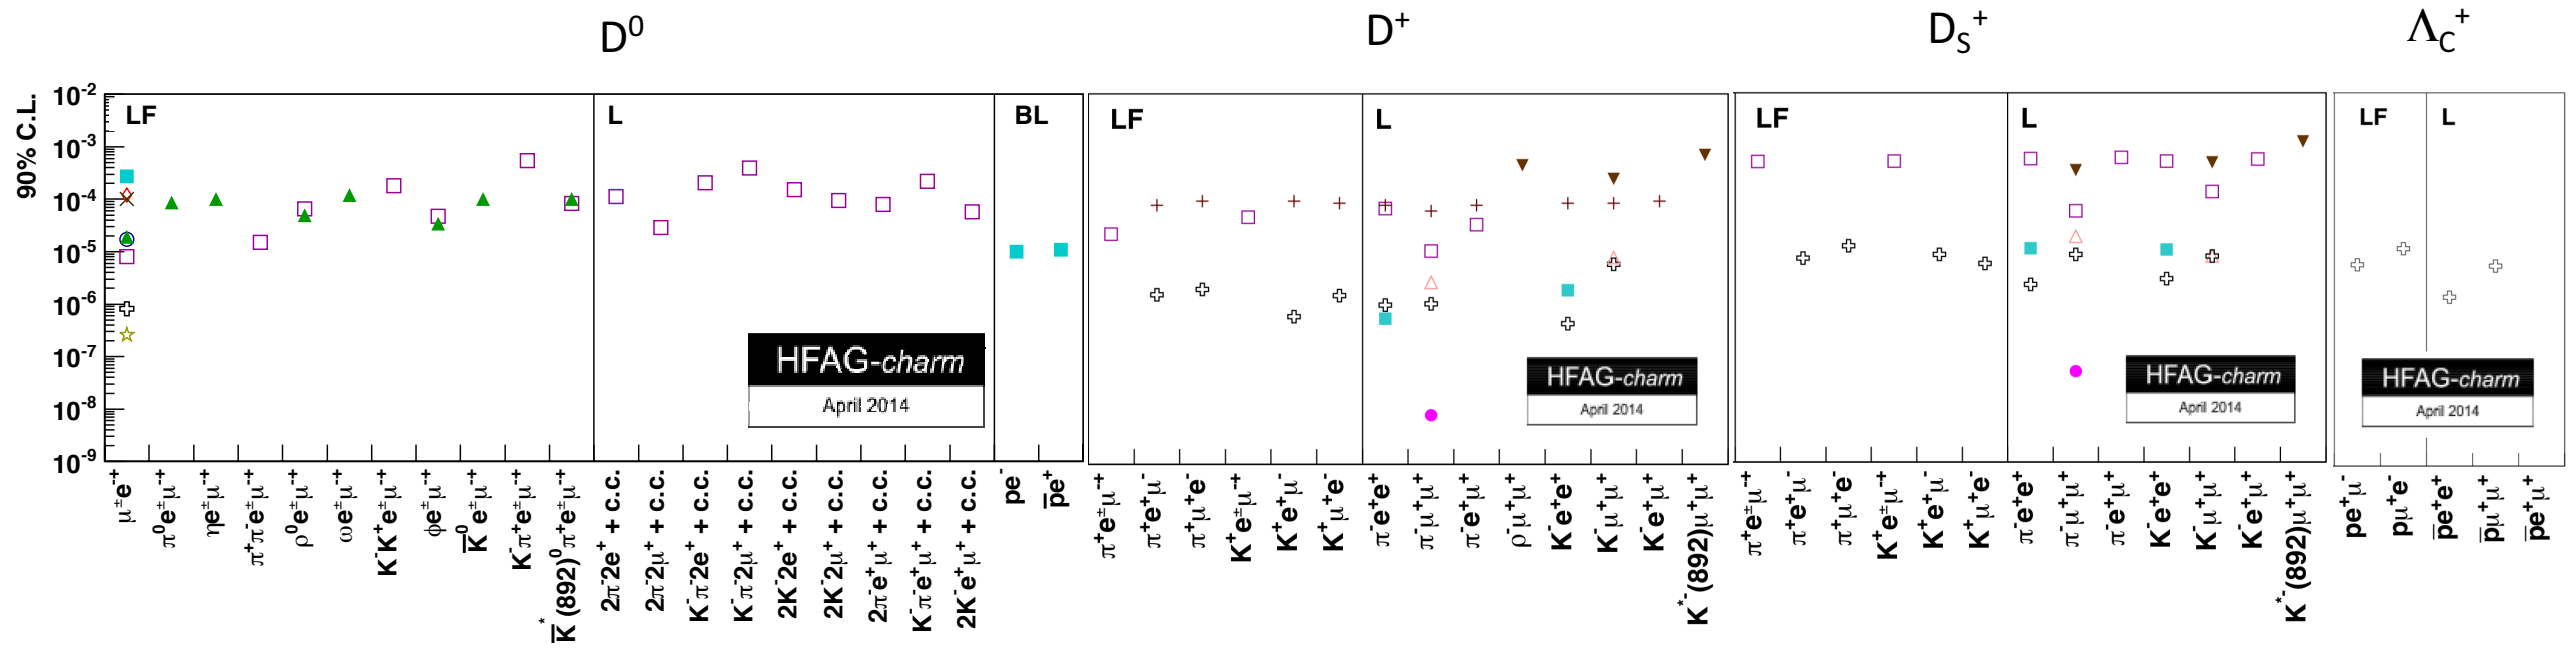 D⁰ D⁺ D_S⁺ Λ_C⁺
90% C.L.
10⁻²
10⁻³
10⁻⁴
10⁻⁵
10⁻⁶
10⁻⁷
10⁻⁸
10⁻⁹
LF L BL
LF L
LF L
LF L
HFAG-charm
April 2014
HFAG-charm
April 2014
HFAG-charm
April 2014
HFAG-charm
April 2014
μ±e∓
π⁰e±μ∓
ηe±μ∓
π⁺π⁻e±μ∓
ρ⁰e±μ∓
ωe±μ∓
K⁻K⁺e±μ∓
φe±μ∓
K̅⁰e±μ∓
K⁻π⁺e±μ∓
K̅*(892)⁰π⁺e±μ∓
2π⁻2e⁺ + c.c.
2π⁻2μ⁺ + c.c.
K⁻π⁻2e⁺ + c.c.
K⁻π⁻2μ⁺ + c.c.
2K⁻2e⁺ + c.c.
2K⁻2μ⁺ + c.c.
2π⁻e⁺μ⁺ + c.c.
K⁻π⁻e⁺μ⁺ + c.c.
2K⁻e⁺μ⁺ + c.c.
pe⁻
p̅e⁺
π⁺e±μ∓
π⁺e⁺μ⁻
π⁺μ⁺e⁻
K⁺e±μ∓
K⁺e⁺μ⁻
K⁺μ⁺e⁻
π⁻e⁺e⁺
π⁻μ⁺μ⁺
π⁻e⁺μ⁺
ρ⁻μ⁺μ⁺
K⁻e⁺e⁺
K⁻μ⁺μ⁺
K⁻e⁺μ⁺
K*⁻(892)μ⁺μ⁺
π⁺e±μ∓
π⁺e⁺μ⁻
π⁺μ⁺e⁻
K⁺e±μ∓
K⁺e⁺μ⁻
K⁺μ⁺e⁻
π⁻e⁺e⁺
π⁻μ⁺μ⁺
π⁻e⁺μ⁺
K⁻e⁺e⁺
K⁻μ⁺μ⁺
K⁻e⁺μ⁺
K*⁻(892)μ⁺μ⁺
pe⁺μ⁻
pμ⁺e⁻
p̅e⁺e⁺
p̅μ⁺μ⁺
p̅e⁺μ⁺